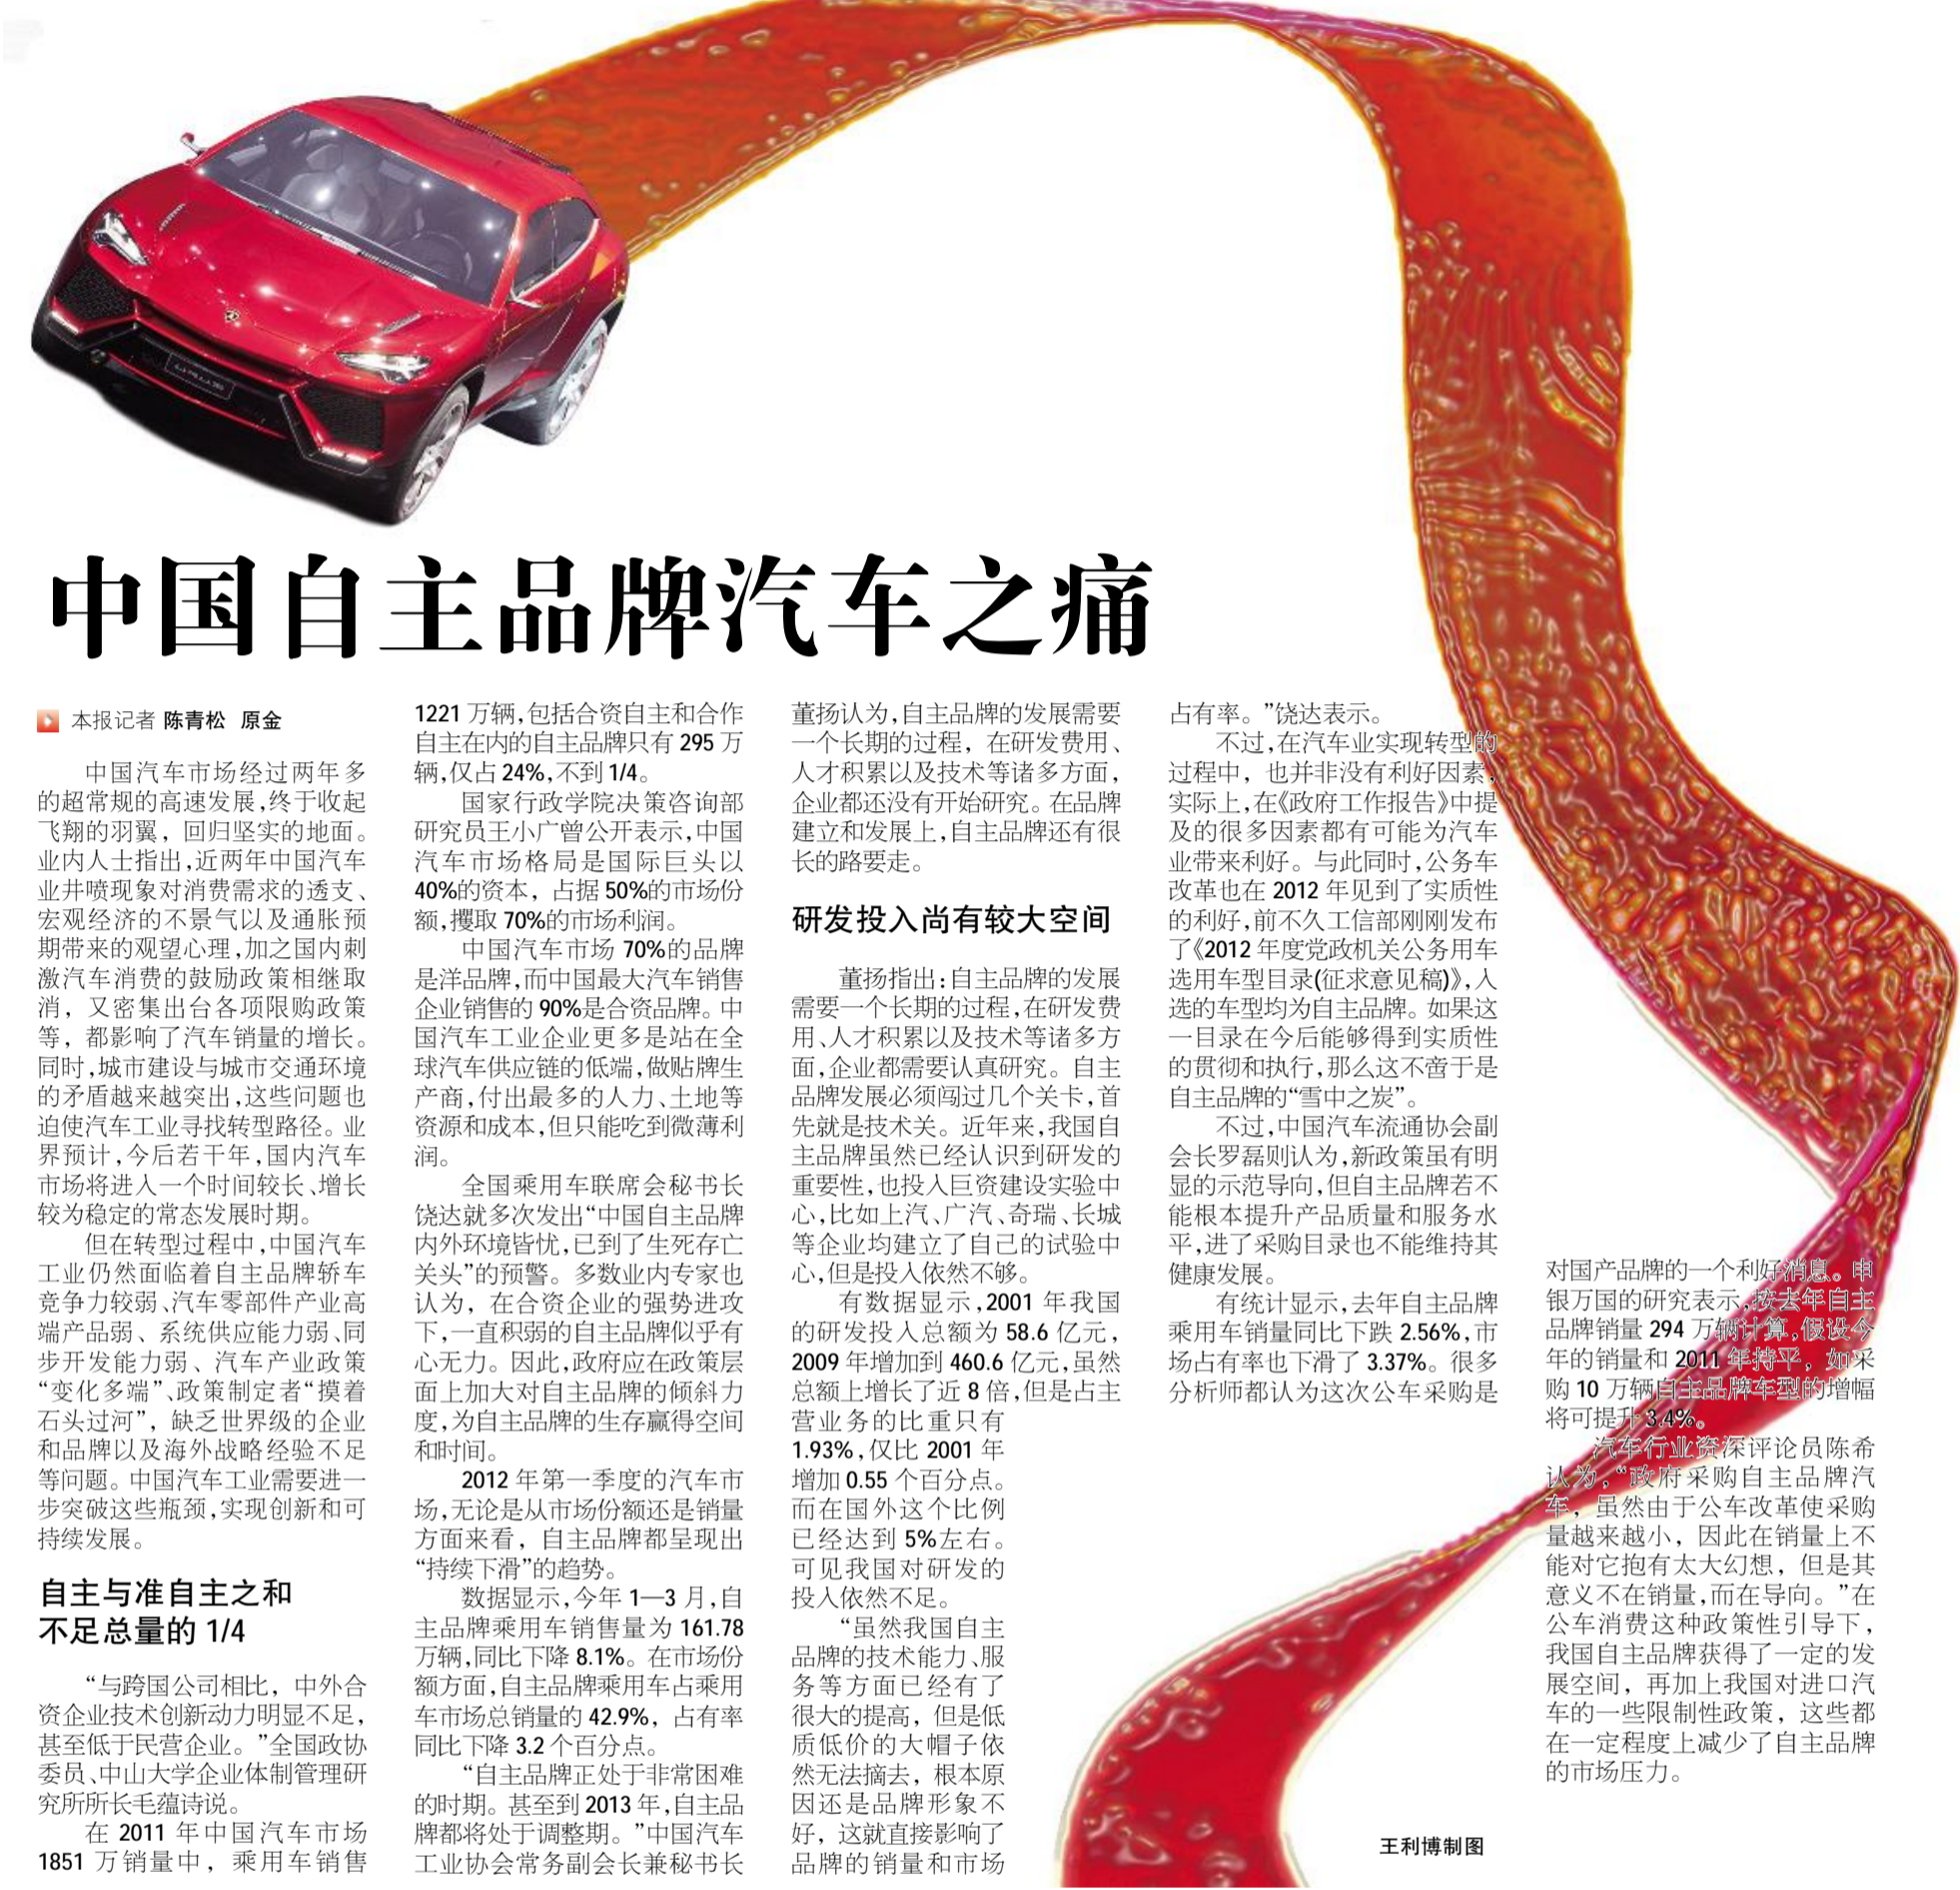 中国自主品牌汽车之痛
本报记者 陈青松 原金
中国汽车市场经过两年多
的超常规的高速发展,终于收起
飞翔的羽翼，回归坚实的地面。
业内人士指出,近两年中国汽车
业井喷现象对消费需求的透支、
宏观经济的不景气以及通胀预
期带来的观望心理,加之国内刺
激汽车消费的鼓励政策相继取
消，又密集出台各项限购政策
等，都影响了汽车销量的增长。
同时,城市建设与城市交通环境
的矛盾越来越突出,这些问题也
迫使汽车工业寻找转型路径。业
界预计,今后若干年,国内汽车
市场将进入一个时间较长、增长
较为稳定的常态发展时期。
但在转型过程中,中国汽车
工业仍然面临着自主品牌轿车
竞争力较弱、汽车零部件产业高
端产品弱、系统供应能力弱、同
步开发能力弱、汽车产业政策
“变化多端”、政策制定者“摸着
石头过河”，缺乏世界级的企业
和品牌以及海外战略经验不足
等问题。中国汽车工业需要进一
步突破这些瓶颈,实现创新和可
持续发展。
自主与准自主之和
不足总量的 1/4
“与跨国公司相比，中外合
资企业技术创新动力明显不足,
甚至低于民营企业。”全国政协
委员、中山大学企业体制管理研
究所所长毛蕴诗说。
在 2011 年中国汽车市场
1851 万销量中，乘用车销售
1221 万辆,包括合资自主和合作
自主在内的自主品牌只有 295 万
辆,仅占 24%,不到 1/4。
国家行政学院决策咨询部
研究员王小广曾公开表示,中国
汽车市场格局是国际巨头以
40%的资本，占据 50%的市场份
额,攫取 70%的市场利润。
中国汽车市场 70%的品牌
是洋品牌,而中国最大汽车销售
企业销售的 90%是合资品牌。中
国汽车工业企业更多是站在全
球汽车供应链的低端,做贴牌生
产商,付出最多的人力、土地等
资源和成本,但只能吃到微薄利
润。
全国乘用车联席会秘书长
饶达就多次发出“中国自主品牌
内外环境皆忧,已到了生死存亡
关头”的预警。多数业内专家也
认为，在合资企业的强势进攻
下,一直积弱的自主品牌似乎有
心无力。因此,政府应在政策层
面上加大对自主品牌的倾斜力
度,为自主品牌的生存赢得空间
和时间。
2012 年第一季度的汽车市
场,无论是从市场份额还是销量
方面来看，自主品牌都呈现出
“持续下滑”的趋势。
数据显示,今年 1—3 月,自
主品牌乘用车销售量为 161.78
万辆,同比下降 8.1%。在市场份
额方面,自主品牌乘用车占乘用
车市场总销量的 42.9%，占有率
同比下降 3.2 个百分点。
“自主品牌正处于非常困难
的时期。甚至到 2013 年,自主品
牌都将处于调整期。”中国汽车
工业协会常务副会长兼秘书长
董扬认为,自主品牌的发展需要
一个长期的过程，在研发费用、
人才积累以及技术等诸多方面,
企业都还没有开始研究。在品牌
建立和发展上,自主品牌还有很
长的路要走。
研发投入尚有较大空间
董扬指出:自主品牌的发展
需要一个长期的过程,在研发费
用、人才积累以及技术等诸多方
面,企业都需要认真研究。自主
品牌发展必须闯过几个关卡,首
先就是技术关。近年来,我国自
主品牌虽然已经认识到研发的
重要性,也投入巨资建设实验中
心,比如上汽、广汽、奇瑞、长城
等企业均建立了自己的试验中
心,但是投入依然不够。
有数据显示,2001 年我国
的研发投入总额为 58.6 亿元,
2009 年增加到 460.6 亿元,虽然
总额上增长了近 8 倍,但是占主
营业务的比重只有
1.93%,仅比 2001 年
增加 0.55 个百分点。
而在国外这个比例
已经达到 5%左右。
可见我国对研发的
投入依然不足。
“虽然我国自主
品牌的技术能力、服
务等方面已经有了
很大的提高，但是低
质低价的大帽子依
然无法摘去，根本原
因还是品牌形象不
好，这就直接影响了
品牌的销量和市场
占有率。”饶达表示。
不过,在汽车业实现转型的
过程中，也并非没有利好因素,
实际上,在《政府工作报告》中提
及的很多因素都有可能为汽车
业带来利好。与此同时,公务车
改革也在 2012 年见到了实质性
的利好,前不久工信部刚刚发布
了《2012 年度党政机关公务用车
选用车型目录(征求意见稿)》,入
选的车型均为自主品牌。如果这
一目录在今后能够得到实质性
的贯彻和执行,那么这不啻于是
自主品牌的“雪中之炭”。
不过,中国汽车流通协会副
会长罗磊则认为,新政策虽有明
显的示范导向,但自主品牌若不
能根本提升产品质量和服务水
平,进了采购目录也不能维持其
健康发展。
有统计显示,去年自主品牌
乘用车销量同比下跌 2.56%,市
场占有率也下滑了 3.37%。很多
分析师都认为这次公车采购是
对国产品牌的一个利好消息。申
银万国的研究表示,按去年自主
品牌销量 294 万辆计算,假设今
年的销量和 2011 年持平，如采
购 10 万辆自主品牌车型的增幅
将可提升 3.4%。
汽车行业资深评论员陈希
认为,“政府采购自主品牌汽
车，虽然由于公车改革使采购
量越来越小，因此在销量上不
能对它抱有太大幻想，但是其
意义不在销量,而在导向。”在
公车消费这种政策性引导下,
我国自主品牌获得了一定的发
展空间，再加上我国对进口汽
车的一些限制性政策，这些都
在一定程度上减少了自主品牌
的市场压力。
王利博制图